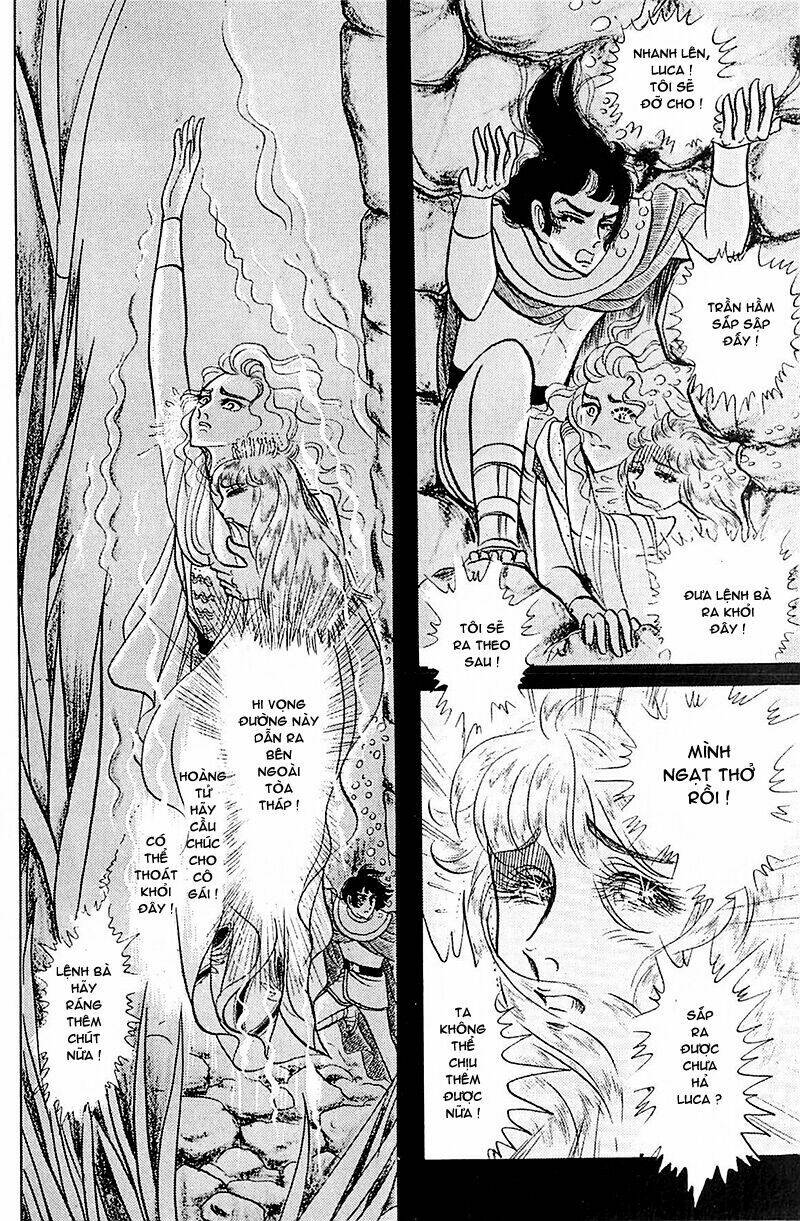 NHANH LÊN,
LUCA !
TÔI SẼ
ĐỠ CHO !
TRẦN HẦM
SẮP SẬP
ĐẤY !
ĐƯA LỆNH BÀ
RA KHỎI
ĐÂY !
TÔI SẼ
RA THEO
SAU !
MÌNH
NGẠT THỞ
RỒI !
SẮP
RA
ĐƯỢC
CHƯA
HẢ
LUCA ?
TA
KHÔNG
THỂ
CHỊU
THÊM
ĐƯỢC
NỮA !
HI VỌNG
ĐƯỜNG NÀY
DẪN RA
BÊN
NGOÀI
TÒA
THÁP !
HOÀNG
TỬ
HÃY
CẦU
CHÚC
CHO
CÔ
GÁI !
CÓ
THỂ
THOÁT
KHỎI
ĐÂY !
LỆNH BÀ
HÃY
RÁNG
THÊM
CHÚT
NỮA !